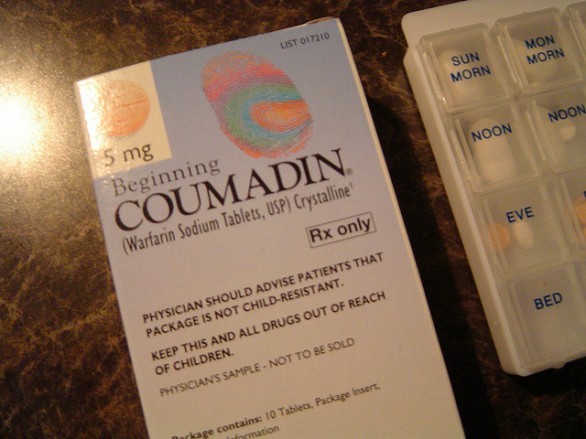 LIST 017210
5 mg
Beginning
COUMADIN®
(Warfarin Sodium Tablets, USP) Crystalline†
Rx only
PHYSICIAN SHOULD ADVISE PATIENTS THAT
PACKAGE IS NOT CHILD-RESISTANT.
KEEP THIS AND ALL DRUGS OUT OF REACH
OF CHILDREN.
PHYSICIAN'S SAMPLE - NOT TO BE SOLD
Package contains: 10 Tablets, Package Insert,
Information
SUN
MORN
MON
MORN
NOON
NOON
EVE
BED